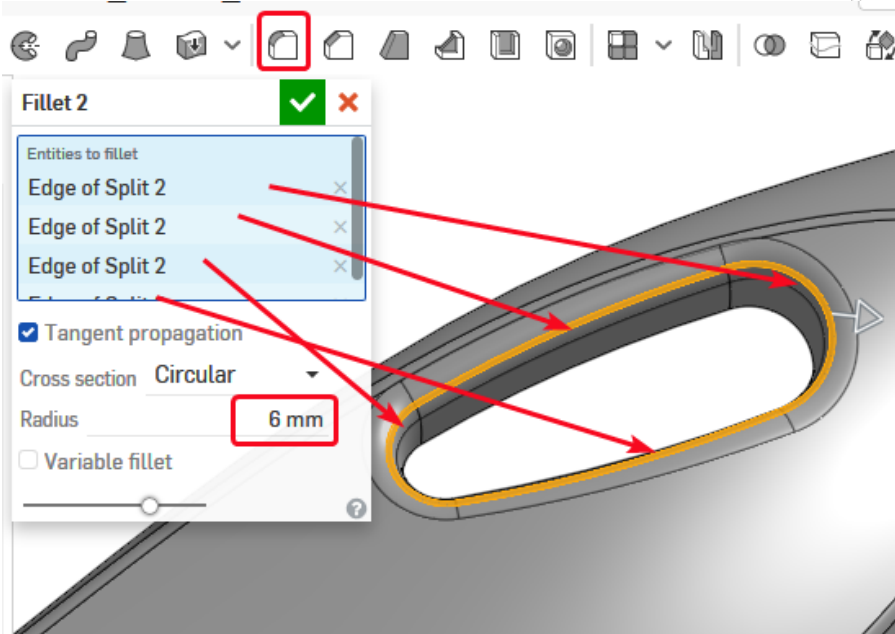 Fillet 2
Entities to fillet
Edge of Split 2
Edge of Split 2
Edge of Split 2
Tangent propagation
Cross section Circular
Radius 6 mm
Variable fillet
?